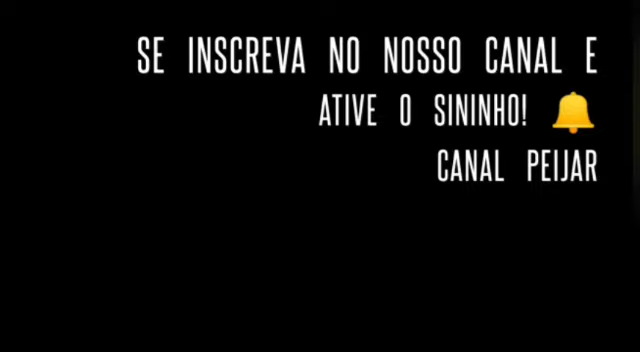 SE INSCREVA NO NOSSO CANAL E
ATIVE O SININHO! 🔔
CANAL PEIJAR